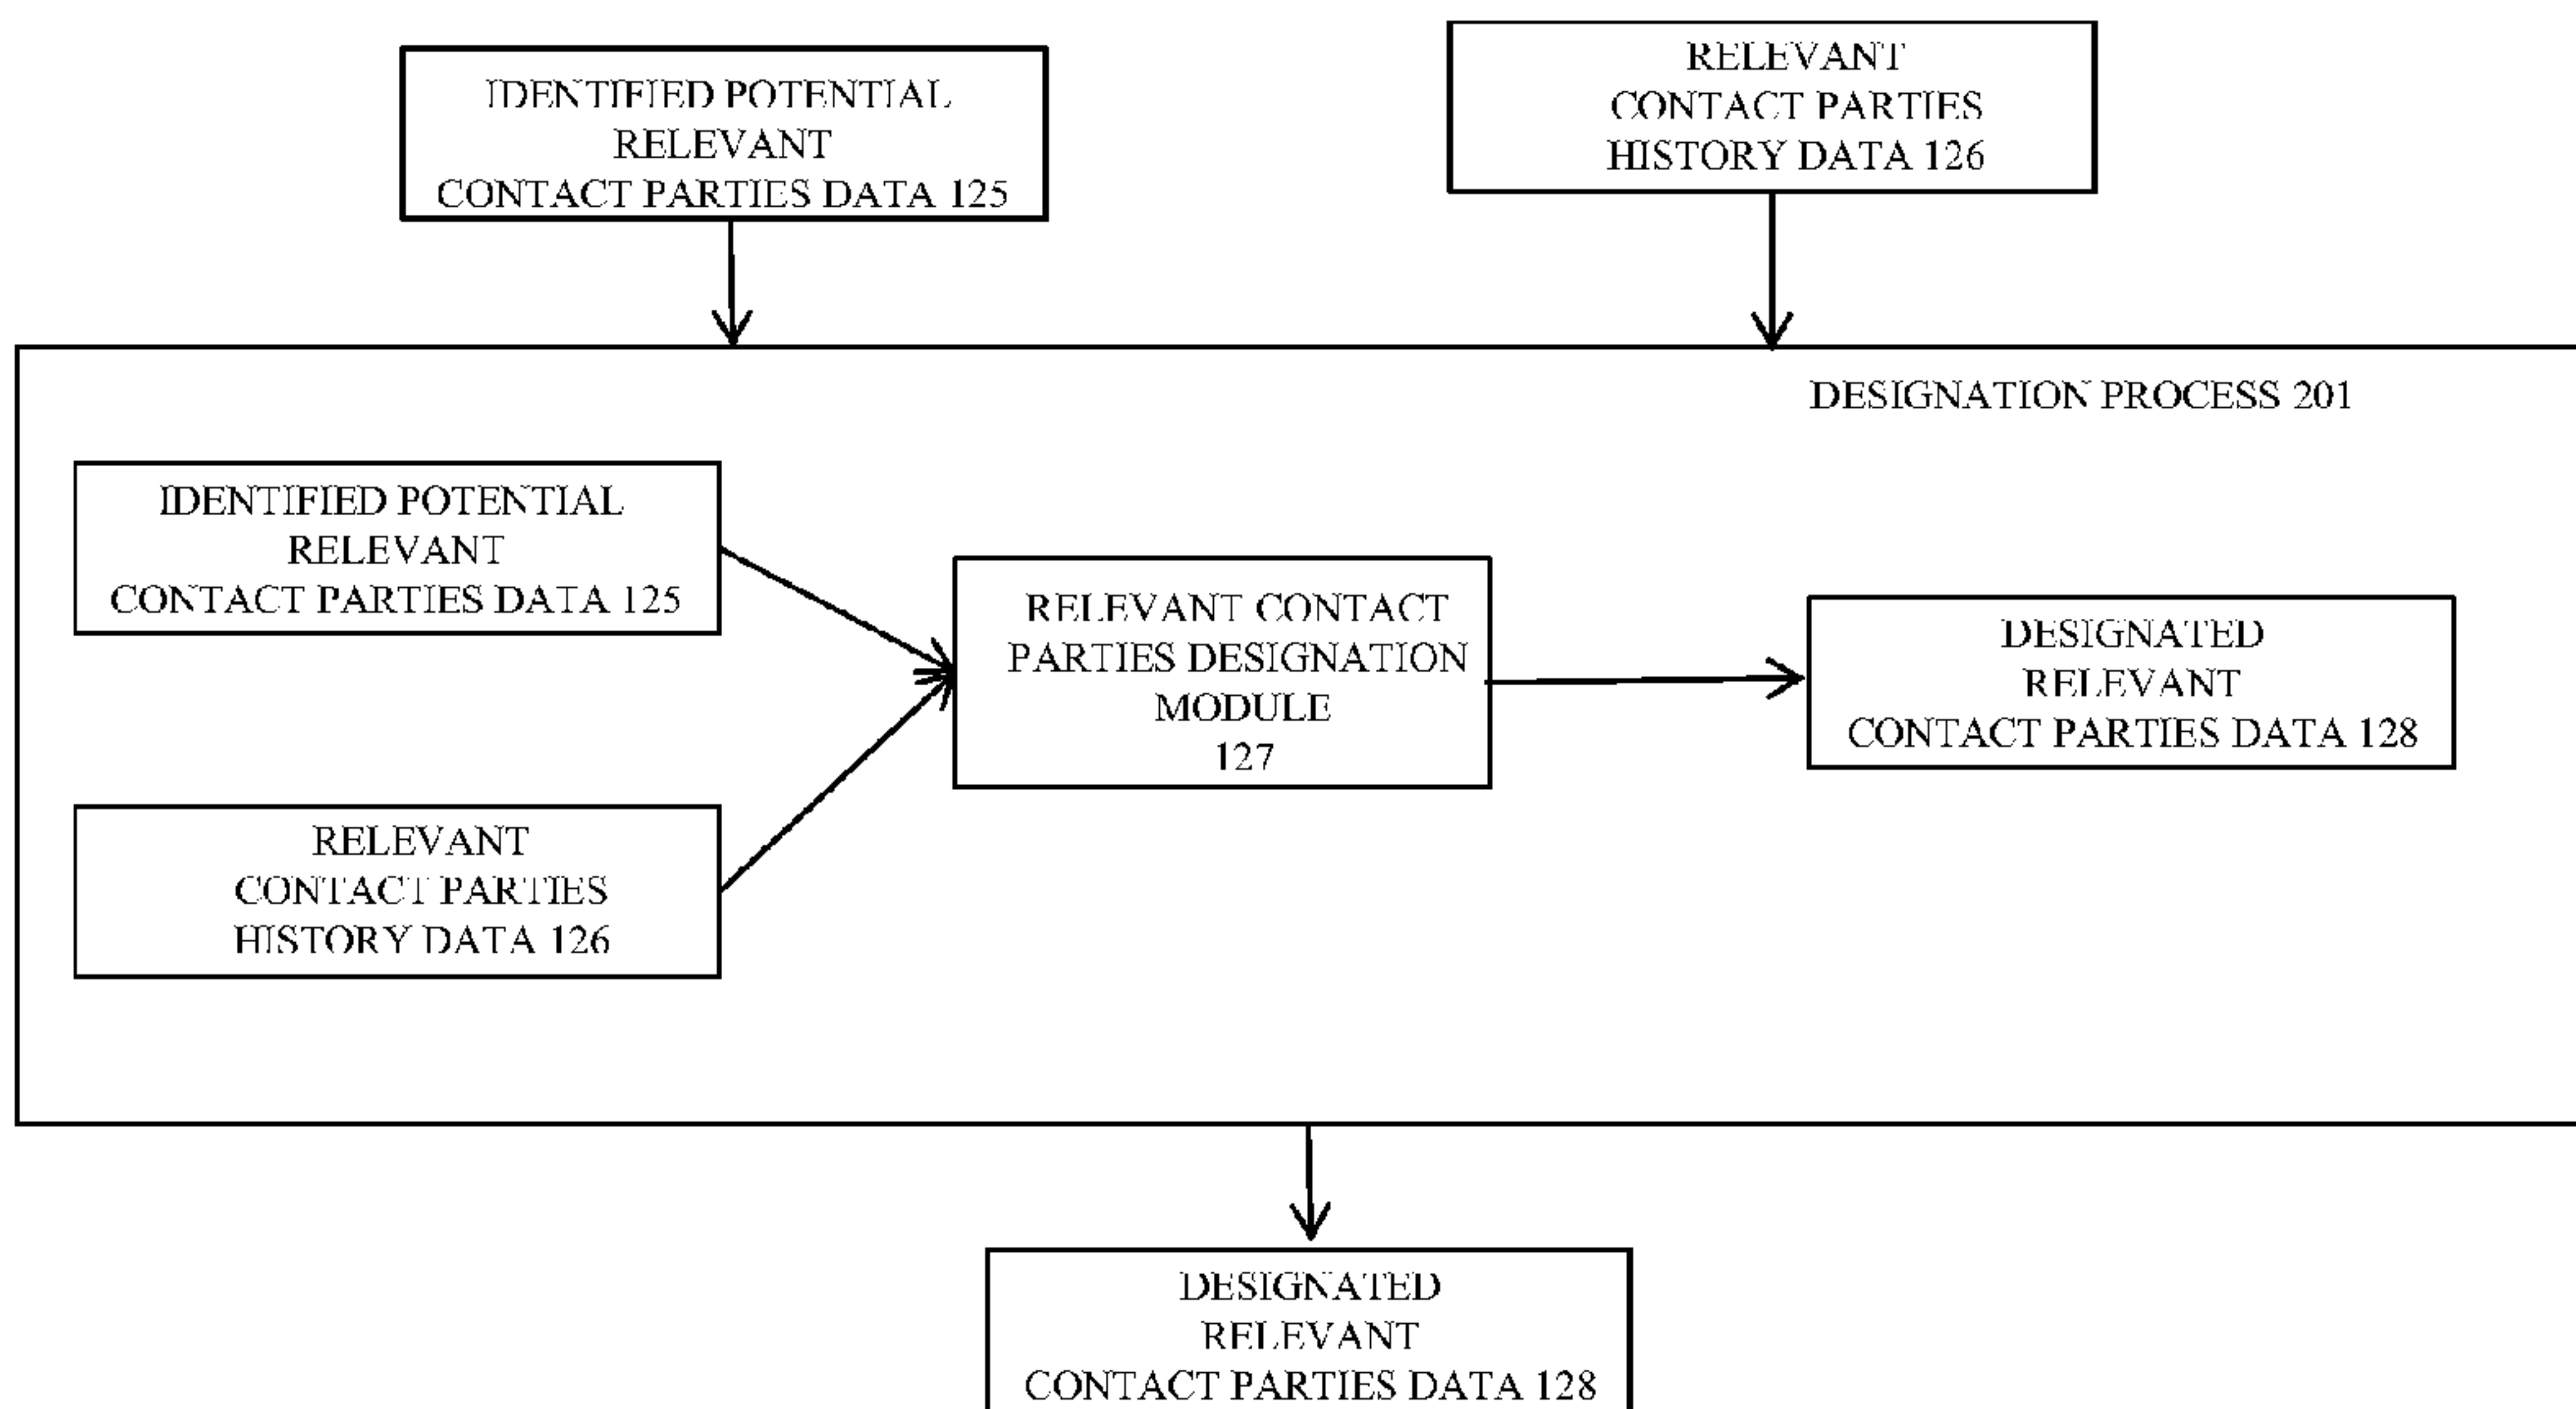 IDENTIFIED POTENTIAL
RELEVANT
CONTACT PARTIES DATA 125
RELEVANT
CONTACT PARTIES
HISTORY DATA 126
DESIGNATION PROCESS 201
IDENTIFIED POTENTIAL
RELEVANT
CONTACT PARTIES DATA 125
RELEVANT CONTACT
PARTIES DESIGNATION
MODULE
127
DESIGNATED
RELEVANT
CONTACT PARTIES DATA 128
RELEVANT
CONTACT PARTIES
HISTORY DATA 126
DESIGNATED
RELEVANT
CONTACT PARTIES DATA 128